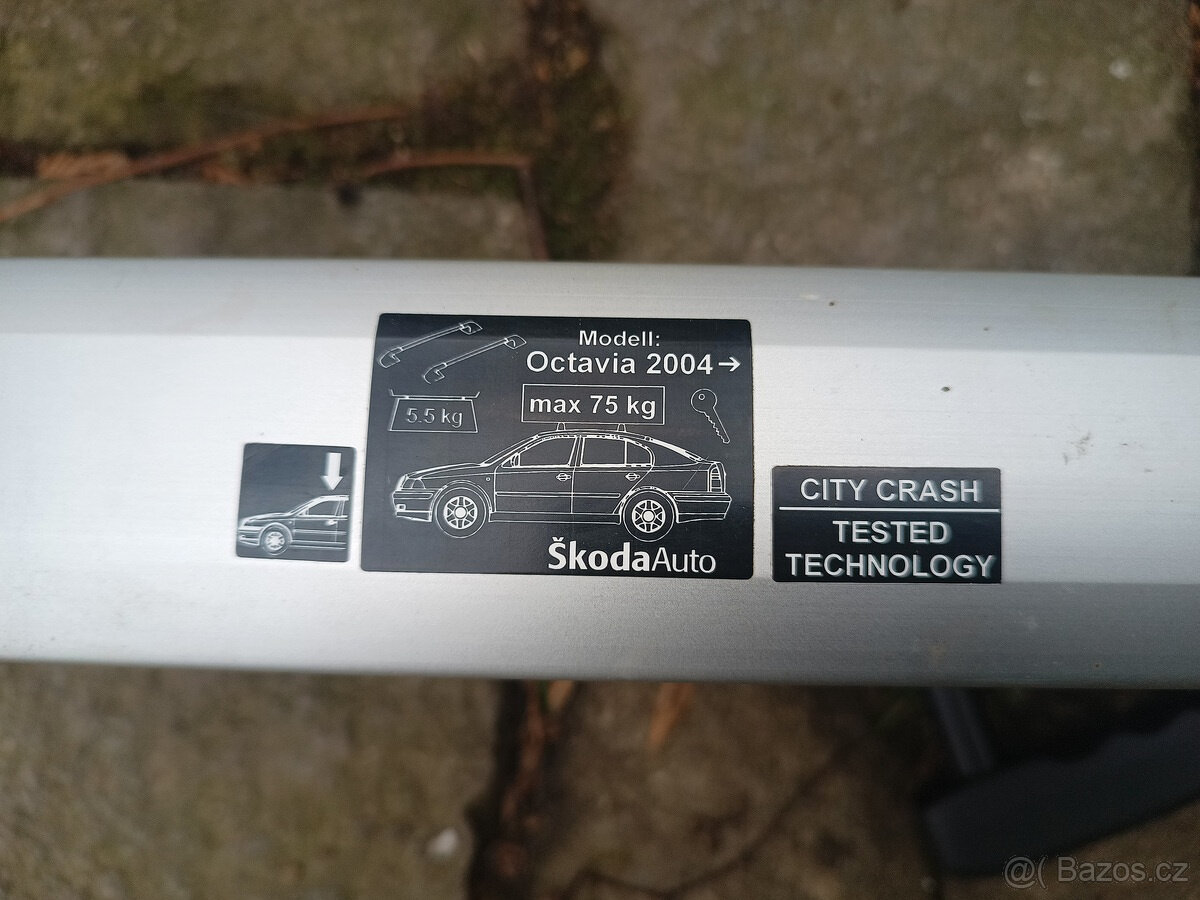 Modell:
Octavia 2004→
5.5 kg
max 75 kg
ŠkodaAuto
CITY CRASH
TESTED
TECHNOLOGY
@( Bazos.cz